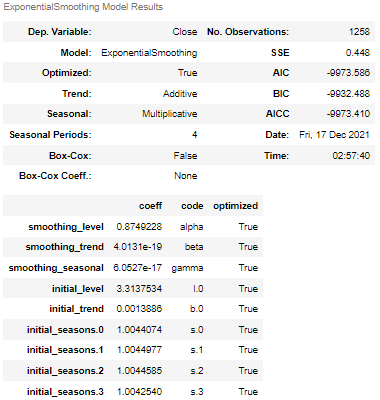 ExponentialSmoothing Model Results
Dep. Variable: Close No. Observations: 1258
Model: ExponentialSmoothing SSE 0.448
Optimized: True AIC -9973.586
Trend: Additive BIC -9932.488
Seasonal: Multiplicative AICC -9973.410
Seasonal Periods: 4 Date: Fri, 17 Dec 2021
Box-Cox: False Time: 02:57:40
Box-Cox Coeff.: None
coeff code optimized
smoothing_level 0.8749228 alpha True
smoothing_trend 4.0131e-19 beta True
smoothing_seasonal 6.0527e-17 gamma True
initial_level 3.3137534 l.0 True
initial_trend 0.0013886 b.0 True
initial_seasons.0 1.0044074 s.0 True
initial_seasons.1 1.0044977 s.1 True
initial_seasons.2 1.0044585 s.2 True
initial_seasons.3 1.0042540 s.3 True